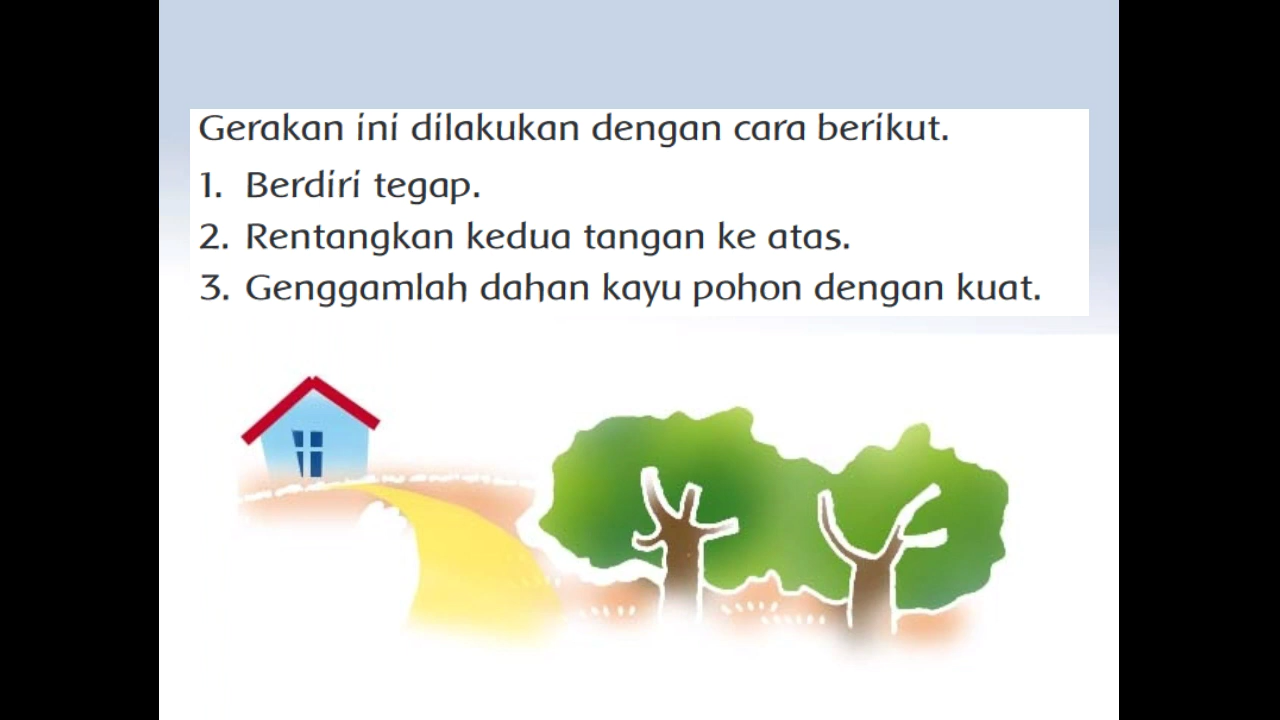 Gerakan ini dilakukan dengan cara berikut.
1. Berdiri tegap.
2. Rentangkan kedua tangan ke atas.
3. Genggamlah dahan kayu pohon dengan kuat.